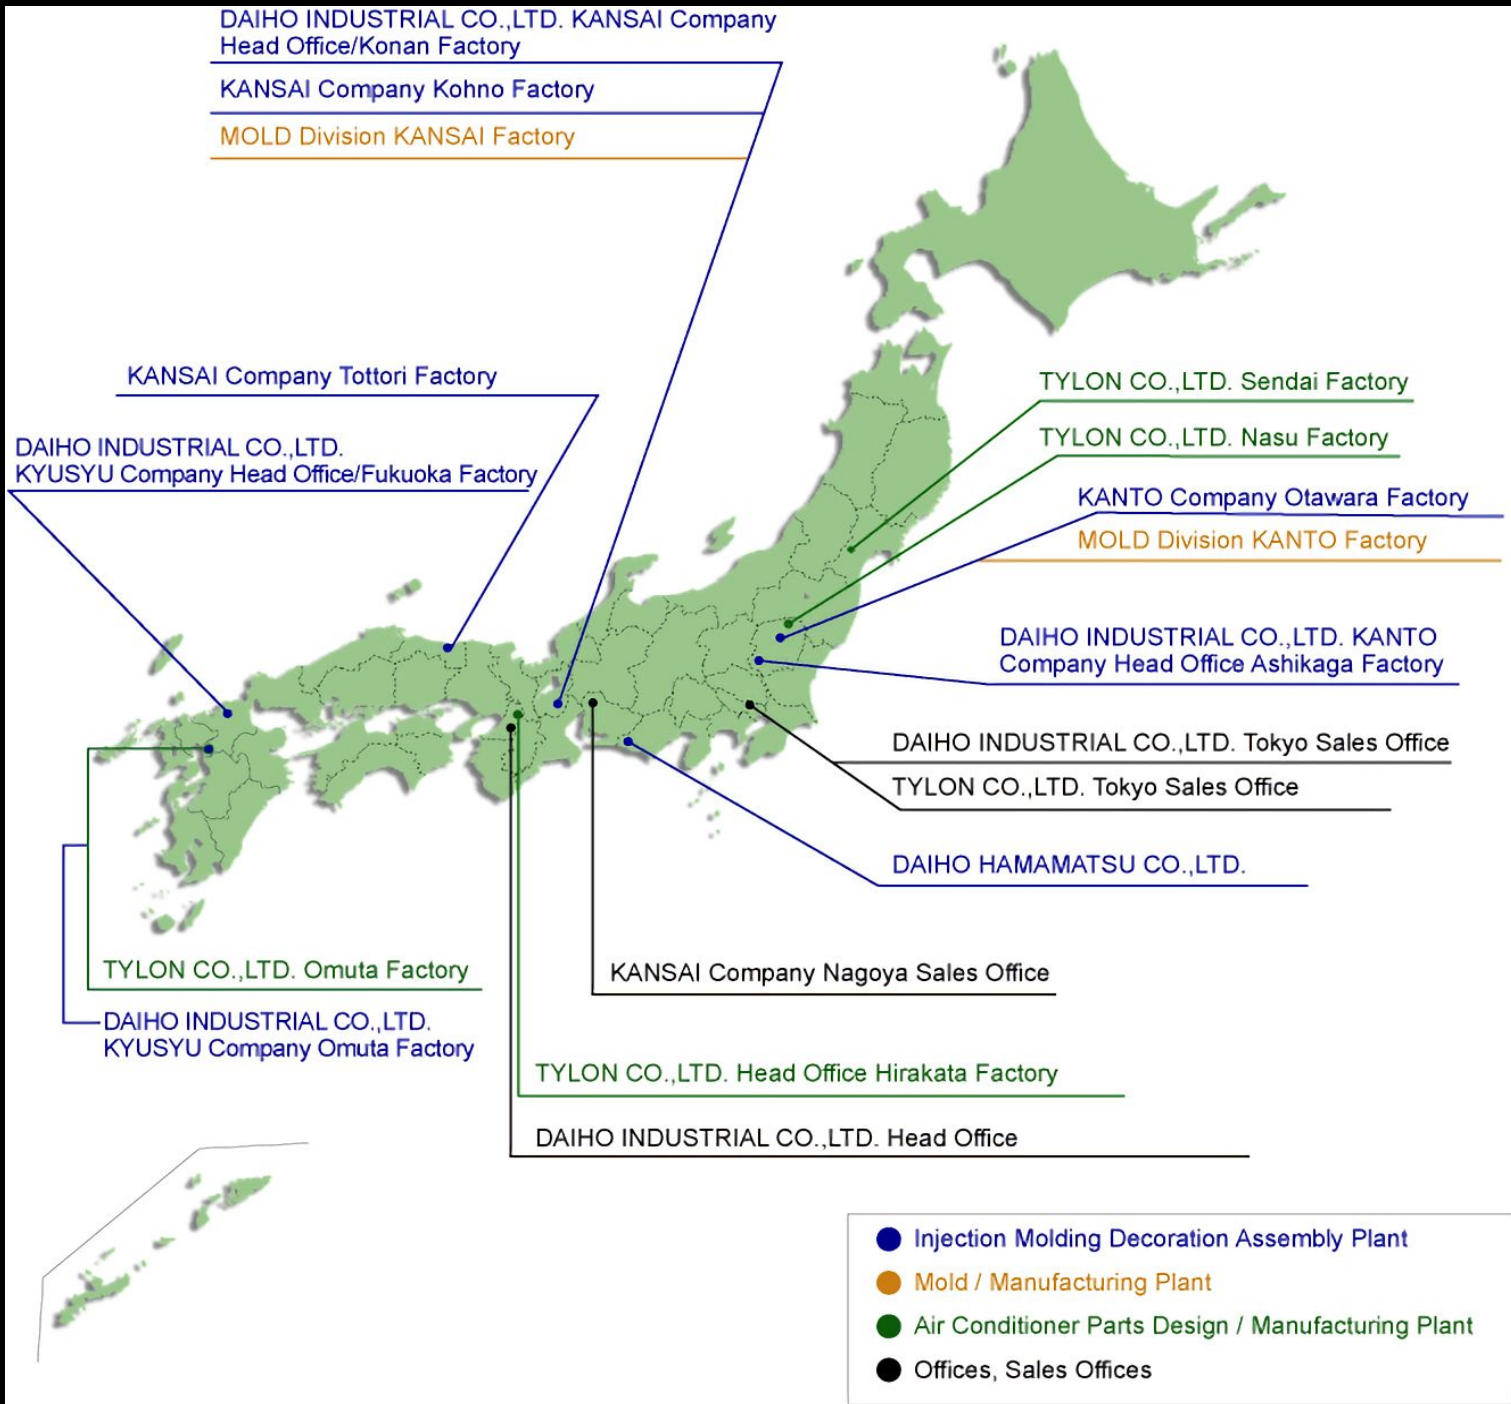 DAIHO INDUSTRIAL CO.,LTD. KANSAI Company
Head Office/Konan Factory
KANSAI Company Kohno Factory
MOLD Division KANSAI Factory
KANSAI Company Tottori Factory
DAIHO INDUSTRIAL CO.,LTD.
KYUSYU Company Head Office/Fukuoka Factory
TYLON CO.,LTD. Sendai Factory
TYLON CO.,LTD. Nasu Factory
KANTO Company Otawara Factory
MOLD Division KANTO Factory
DAIHO INDUSTRIAL CO.,LTD. KANTO
Company Head Office Ashikaga Factory
DAIHO INDUSTRIAL CO.,LTD. Tokyo Sales Office
TYLON CO.,LTD. Tokyo Sales Office
DAIHO HAMAMATSU CO.,LTD.
TYLON CO.,LTD. Omuta Factory
KANSAI Company Nagoya Sales Office
DAIHO INDUSTRIAL CO.,LTD.
KYUSYU Company Omuta Factory
TYLON CO.,LTD. Head Office Hirakata Factory
DAIHO INDUSTRIAL CO.,LTD. Head Office
Injection Molding Decoration Assembly Plant
Mold / Manufacturing Plant
Air Conditioner Parts Design / Manufacturing Plant
Offices, Sales Offices